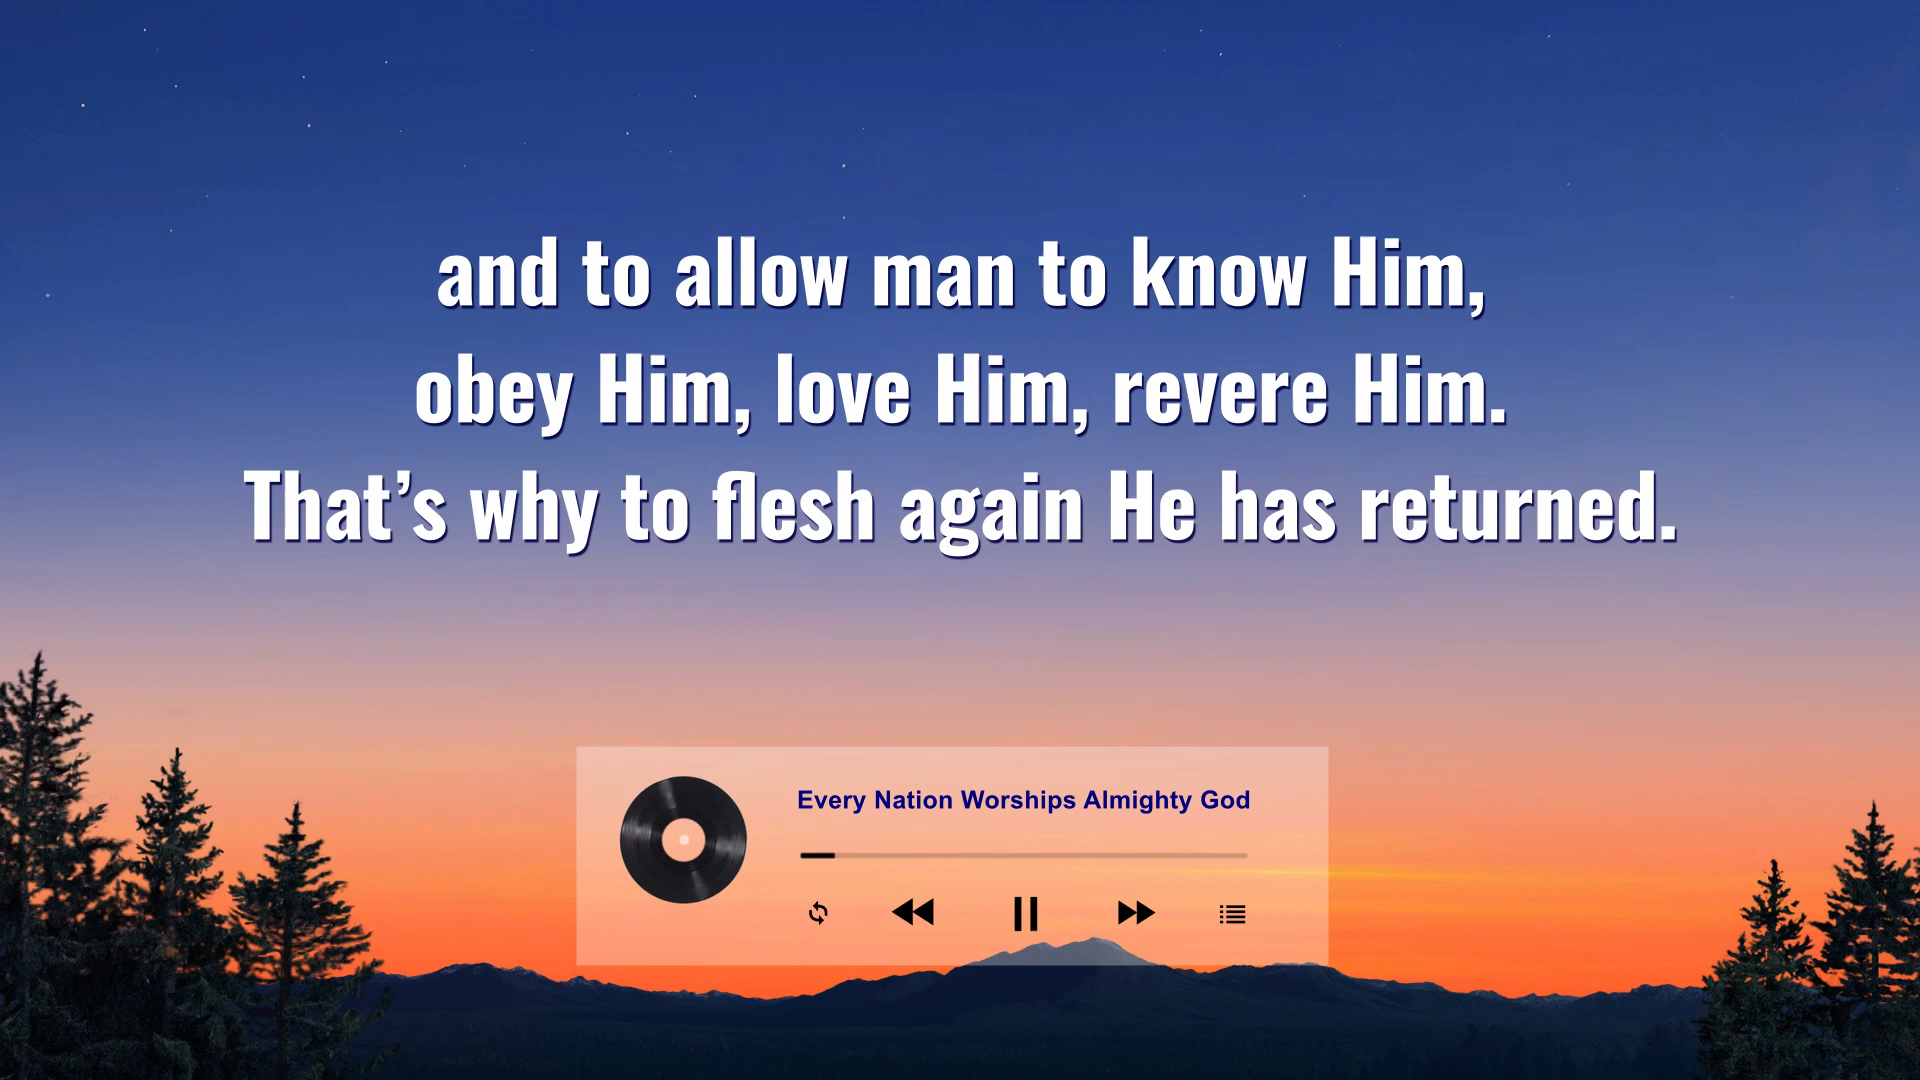 and to allow man to know Him,
obey Him, love Him, revere Him.
That’s why to flesh again He has returned.
Every Nation Worships Almighty God